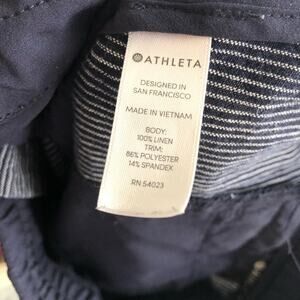 ATHLETA
DESIGNED IN
SAN FRANCISCO
MADE IN VIETNAM
BODY:
100% LINEN
TRIM:
86% POLYESTER
14% SPANDEX
RN 54023